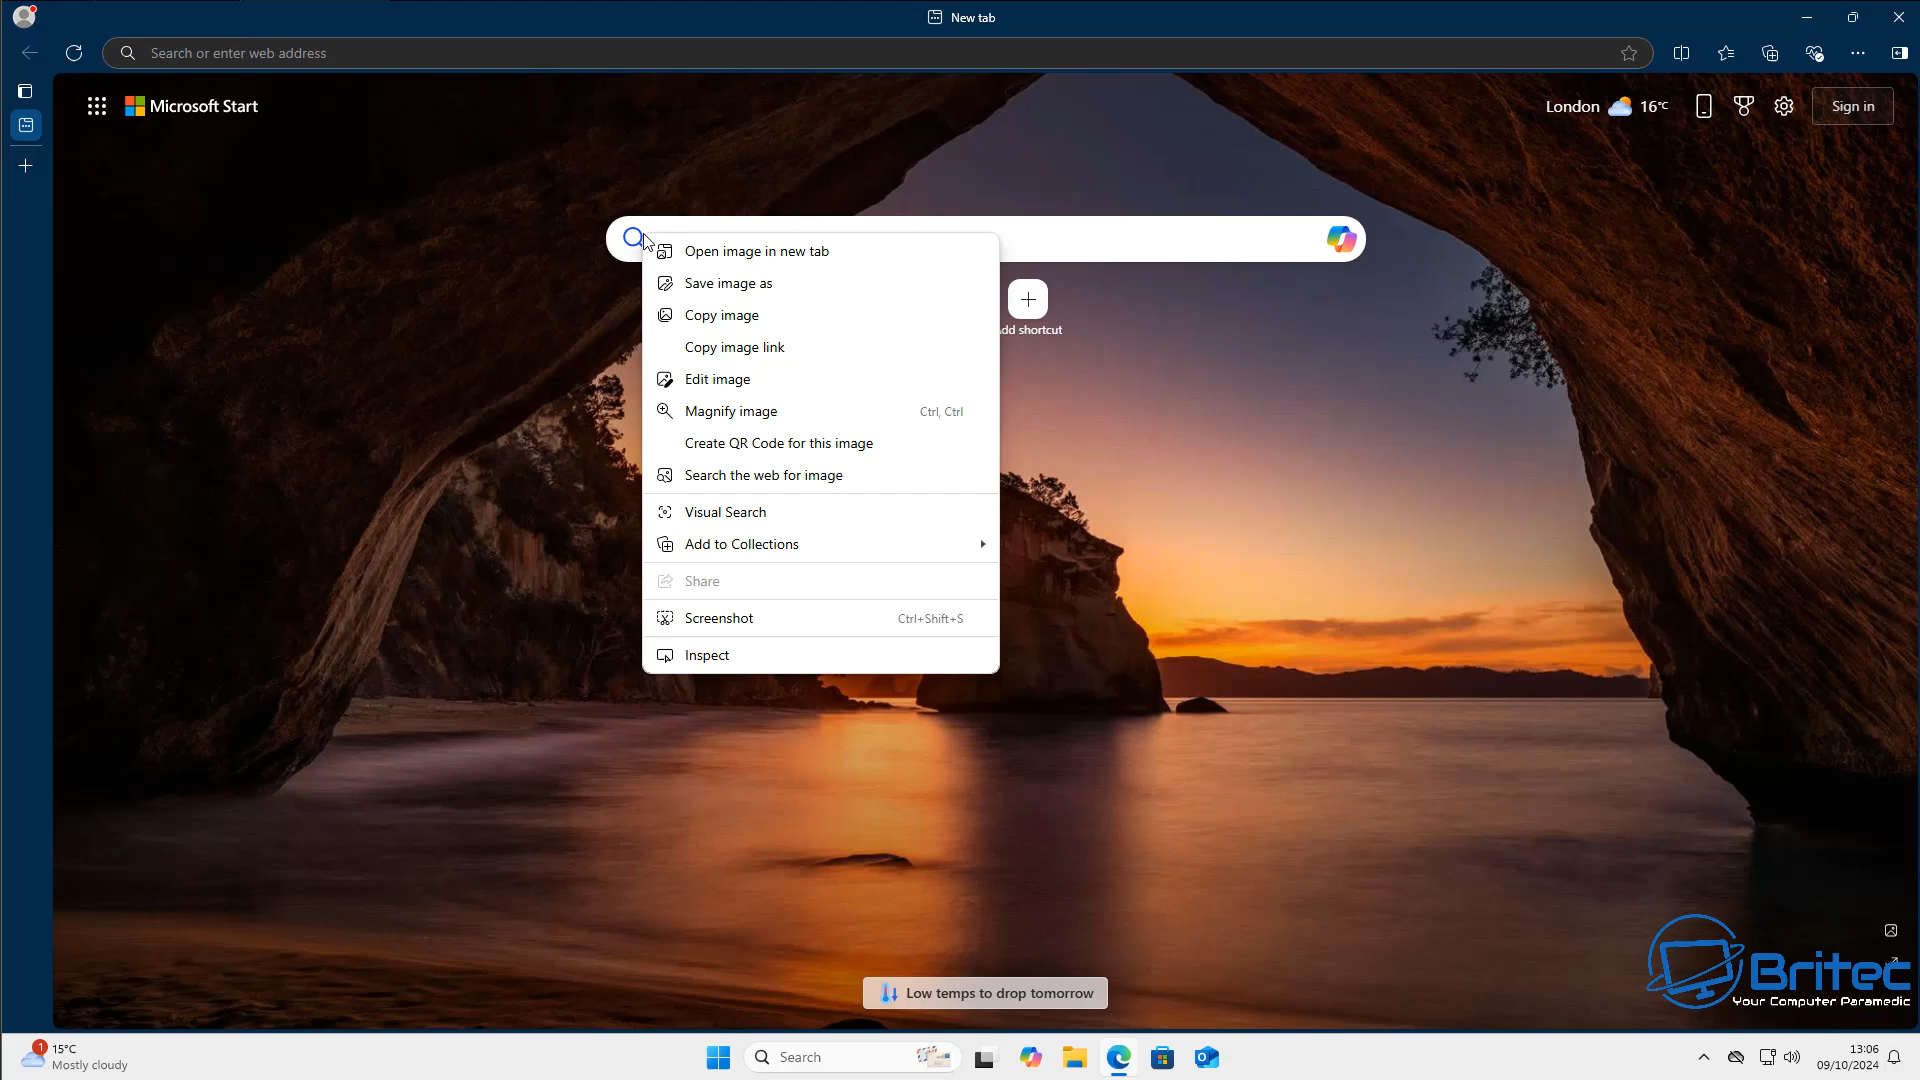 New tab
Search or enter web address
Microsoft Start
London 16°C
Sign in
Open image in new tab
Save image as
Copy image
dd shortcut
Copy image link
Edit image
Magnify image Ctrl, Ctrl
Create QR Code for this image
Search the web for image
Visual Search
Add to Collections
Share
Screenshot Ctrl+Shift+S
Inspect
Britec
Your Computer Paramedic
Low temps to drop tomorrow
1
15°C
Mostly cloudy
Search
13:06
09/10/2024